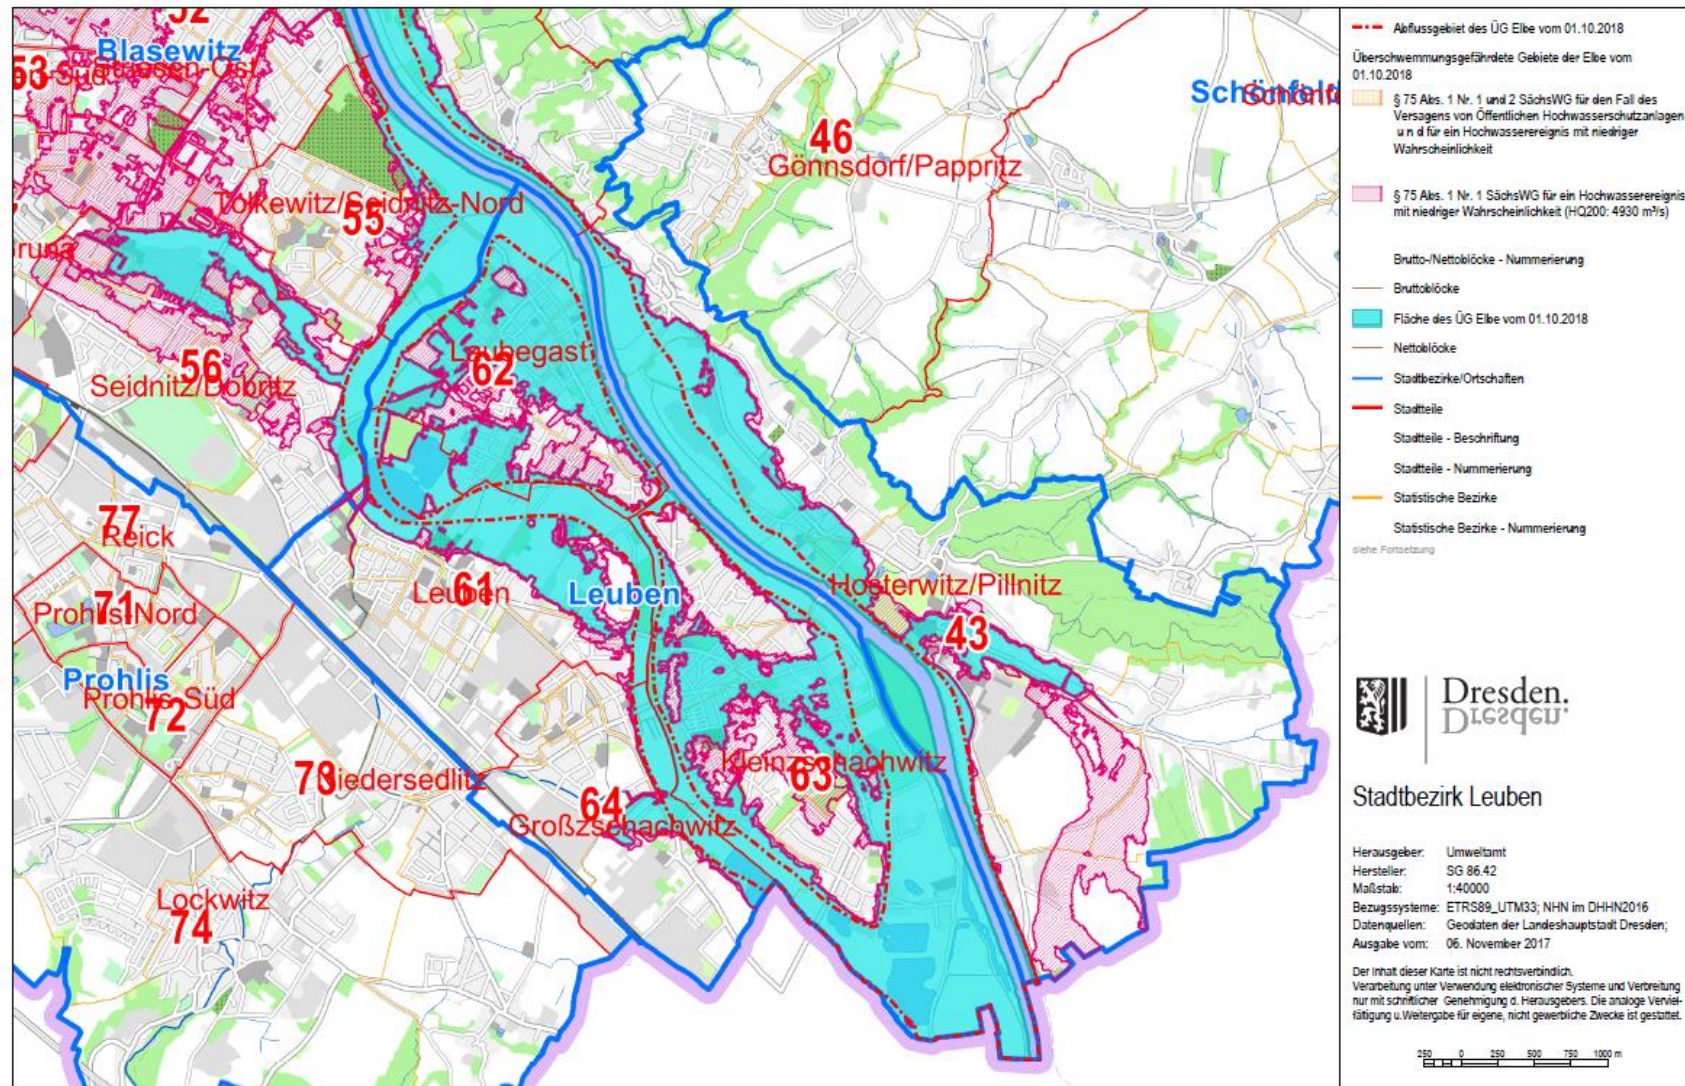 52
Blasewitz
53
Striesen-Ost
Schönfeld
46
Gönnsdorf/Pappritz
Tolkewitz/Seidnitz-Nord
55
56
Seidnitz/Dobritz
Laubegast
62
77
Reick
71
Prohlis-Nord
Leuben
61
Leuben
Hosterwitz/Pillnitz
43
Prohlis
Prohlis-Süd
72
73
Niedersedlitz
Kleinzschachwitz
63
64
Großzschachwitz
Lockwitz
74
Abflussgebiet des ÜG Elbe vom 01.10.2018
Überschwemmungsgefährdete Gebiete der Elbe vom
01.10.2018
§ 75 Abs. 1 Nr. 1 und 2 SächsWG für den Fall des
Versagens von Öffentlichen Hochwasserschutzanlagen
u n d für ein Hochwasserereignis mit niedriger
Wahrscheinlichkeit
§ 75 Abs. 1 Nr. 1 SächsWG für ein Hochwasserereignis
mit niedriger Wahrscheinlichkeit (HQ200: 4930 m³/s)
Brutto-/Nettoblöcke - Nummerierung
Bruttoblöcke
Fläche des ÜG Elbe vom 01.10.2018
Nettoblöcke
Stadtbezirke/Ortschaften
Stadtteile
Stadtteile - Beschriftung
Stadtteile - Nummerierung
Statistische Bezirke
Statistische Bezirke - Nummerierung
siehe Fortsetzung
Dresden.
Dresden.
Stadtbezirk Leuben
Herausgeber: Umweltamt
Hersteller: SG 86.42
Maßstab: 1:40000
Bezugssysteme: ETRS89_UTM33; NHN im DHHN2016
Datenquellen: Geodaten der Landeshauptstadt Dresden;
Ausgabe vom: 06. November 2017
Der Inhalt dieser Karte ist nicht rechtsverbindlich.
Verarbeitung unter Verwendung elektronischer Systeme und Verbreitung
nur mit schriftlicher Genehmigung d. Herausgebers. Die analoge Verviel-
fältigung u.Weitergabe für eigene, nicht gewerbliche Zwecke ist gestattet.
250 0 250 500 750 1000 m